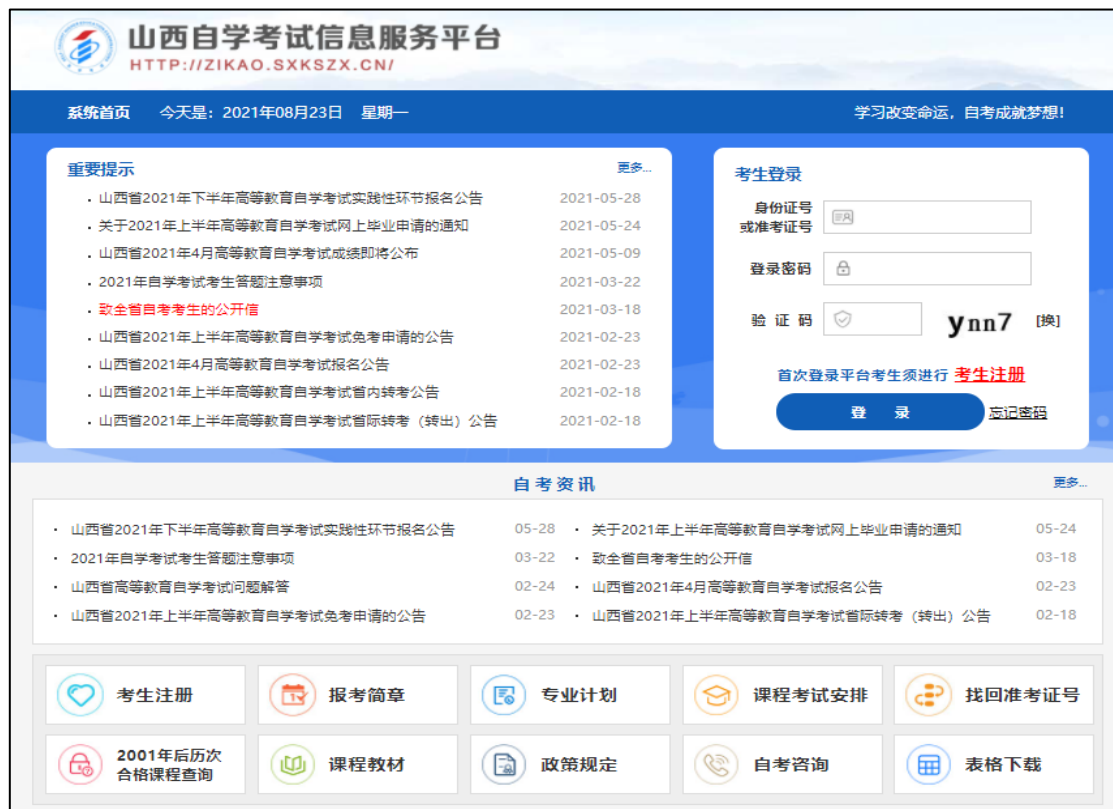 山西自学考试信息服务平台
HTTP://ZIKAO.SXKSZX.CN/
系统首页 今天是：2021年08月23日 星期一 学习改变命运，自考成就梦想!
重要提示 更多...
· 山西省2021年下半年高等教育自学考试实践性环节报名公告 2021-05-28
· 关于2021年上半年高等教育自学考试网上毕业申请的通知 2021-05-24
· 山西省2021年4月高等教育自学考试成绩即将公布 2021-05-09
· 2021年自学考试考生答题注意事项 2021-03-22
· 致全省自考考生的公开信 2021-03-18
· 山西省2021年上半年高等教育自学考试免考申请的公告 2021-02-23
· 山西省2021年4月高等教育自学考试报名公告 2021-02-23
· 山西省2021年上半年高等教育自学考试省内转考公告 2021-02-18
· 山西省2021年上半年高等教育自学考试省际转考（转出）公告 2021-02-18
考生登录
身份证号
或准考证号
登录密码
验 证 码 ynn7 [换]
首次登录平台考生须进行 考生注册
登 录 忘记密码
自考资讯 更多...
· 山西省2021年下半年高等教育自学考试实践性环节报名公告 05-28 · 关于2021年上半年高等教育自学考试网上毕业申请的通知 05-24
· 2021年自学考试考生答题注意事项 03-22 · 致全省自考考生的公开信 03-18
· 山西省高等教育自学考试问题解答 02-24 · 山西省2021年4月高等教育自学考试报名公告 02-23
· 山西省2021年上半年高等教育自学考试免考申请的公告 02-23 · 山西省2021年上半年高等教育自学考试省际转考（转出）公告 02-18
考生注册 报考简章 专业计划 课程考试安排 找回准考证号
2001年后历次
合格课程查询 课程教材 政策规定 自考咨询 表格下载